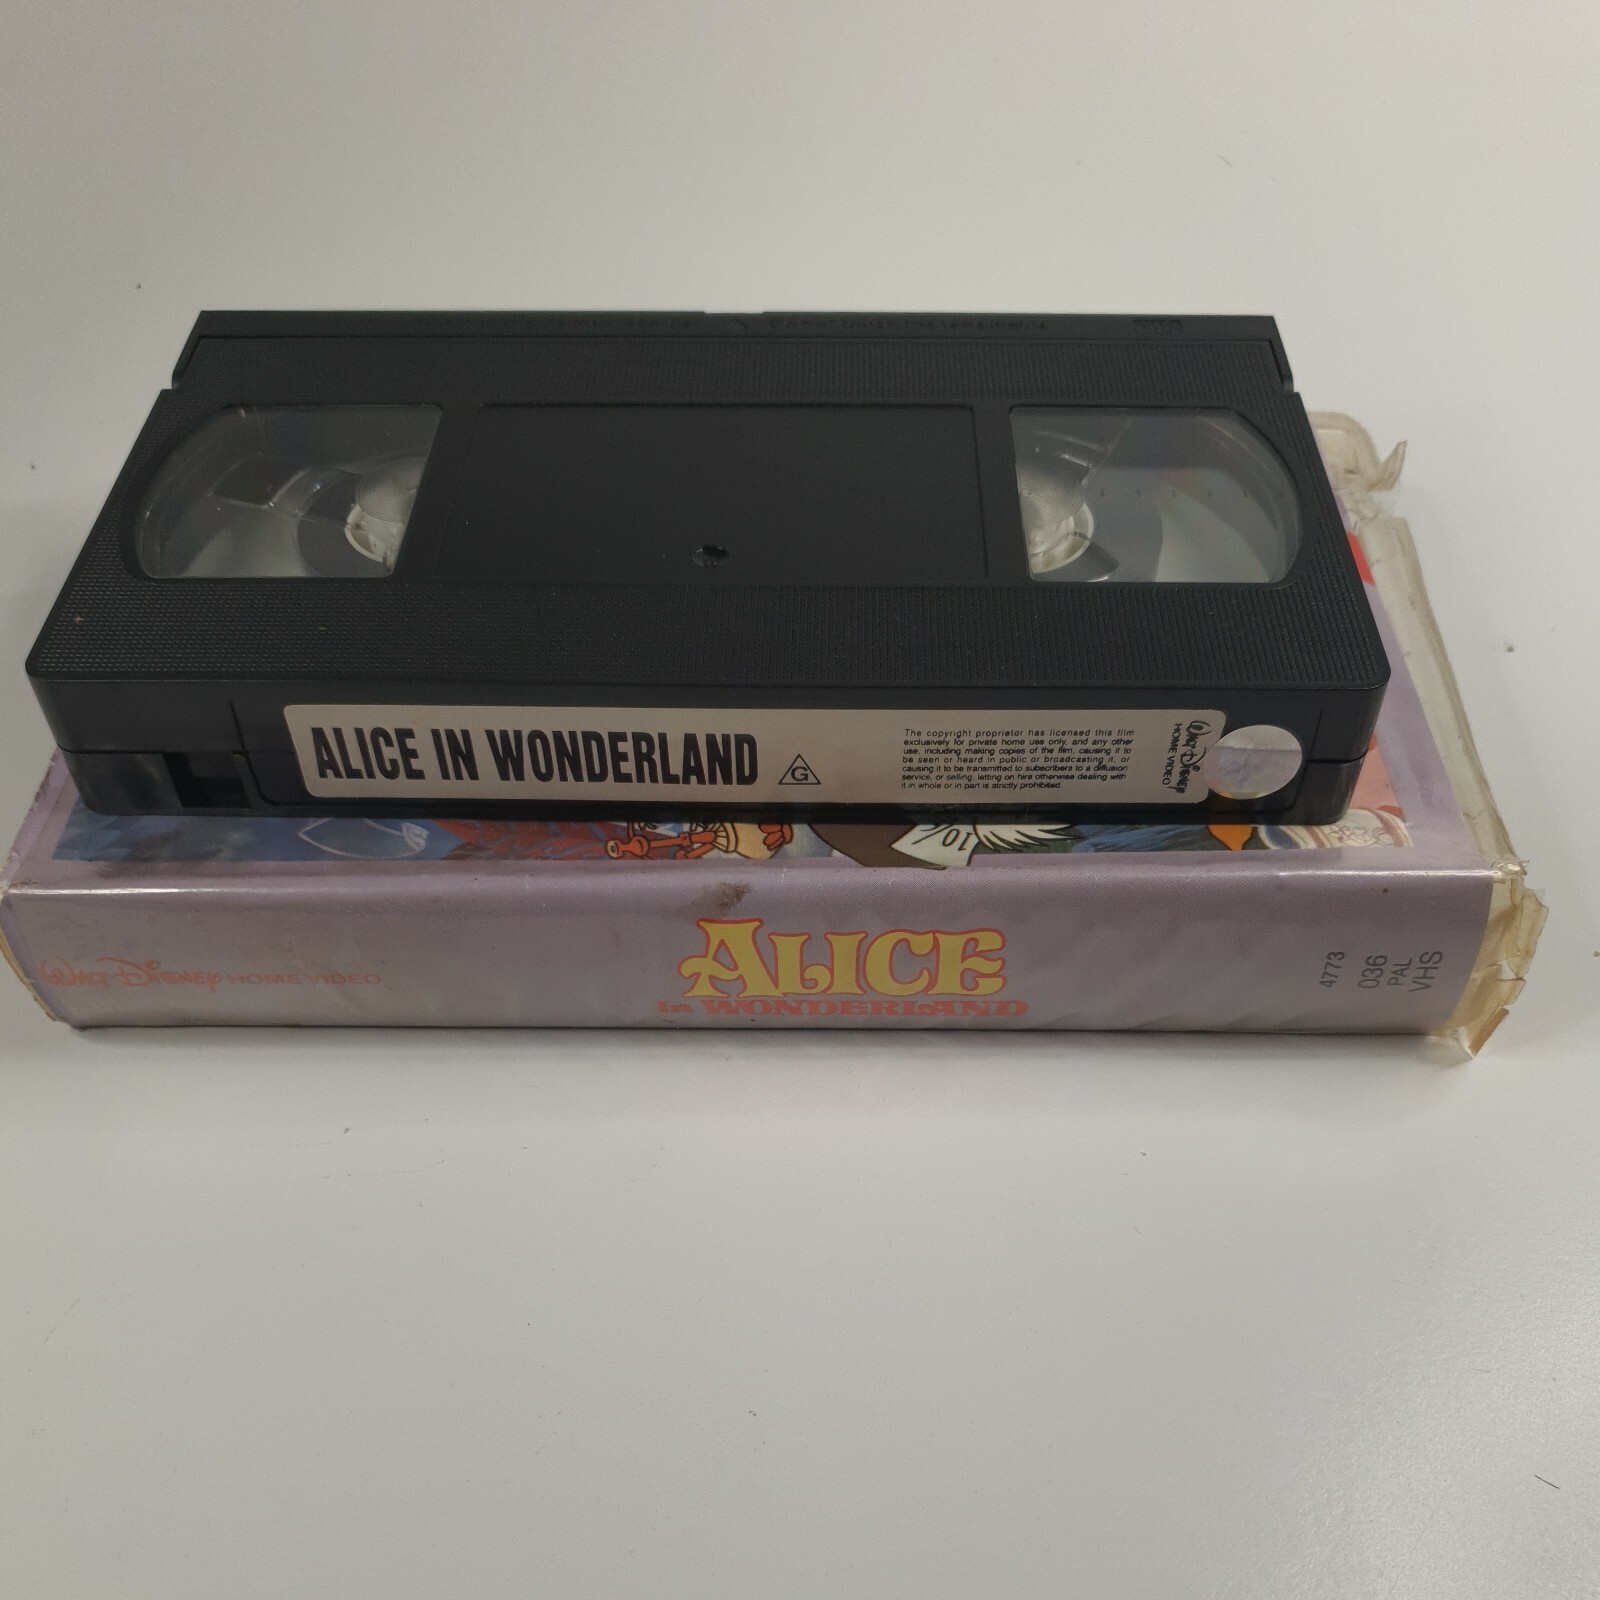 ALICE IN WONDERLAND
G
The copyright proprietor has licensed this film
exclusively for private home use only, and any other
use, including making copies of the film, causing it to
be seen or heard in public or broadcasting it, or
causing it to be transmitted to subscribers to a diffusion
service, or selling, letting on hire otherwise dealing with
it in whole or in part is strictly prohibited.
WALT DISNEY
HOME VIDEO
10/
WALT DISNEY HOME VIDEO
ALICE
in WONDERLAND
4773
036
PAL
VHS